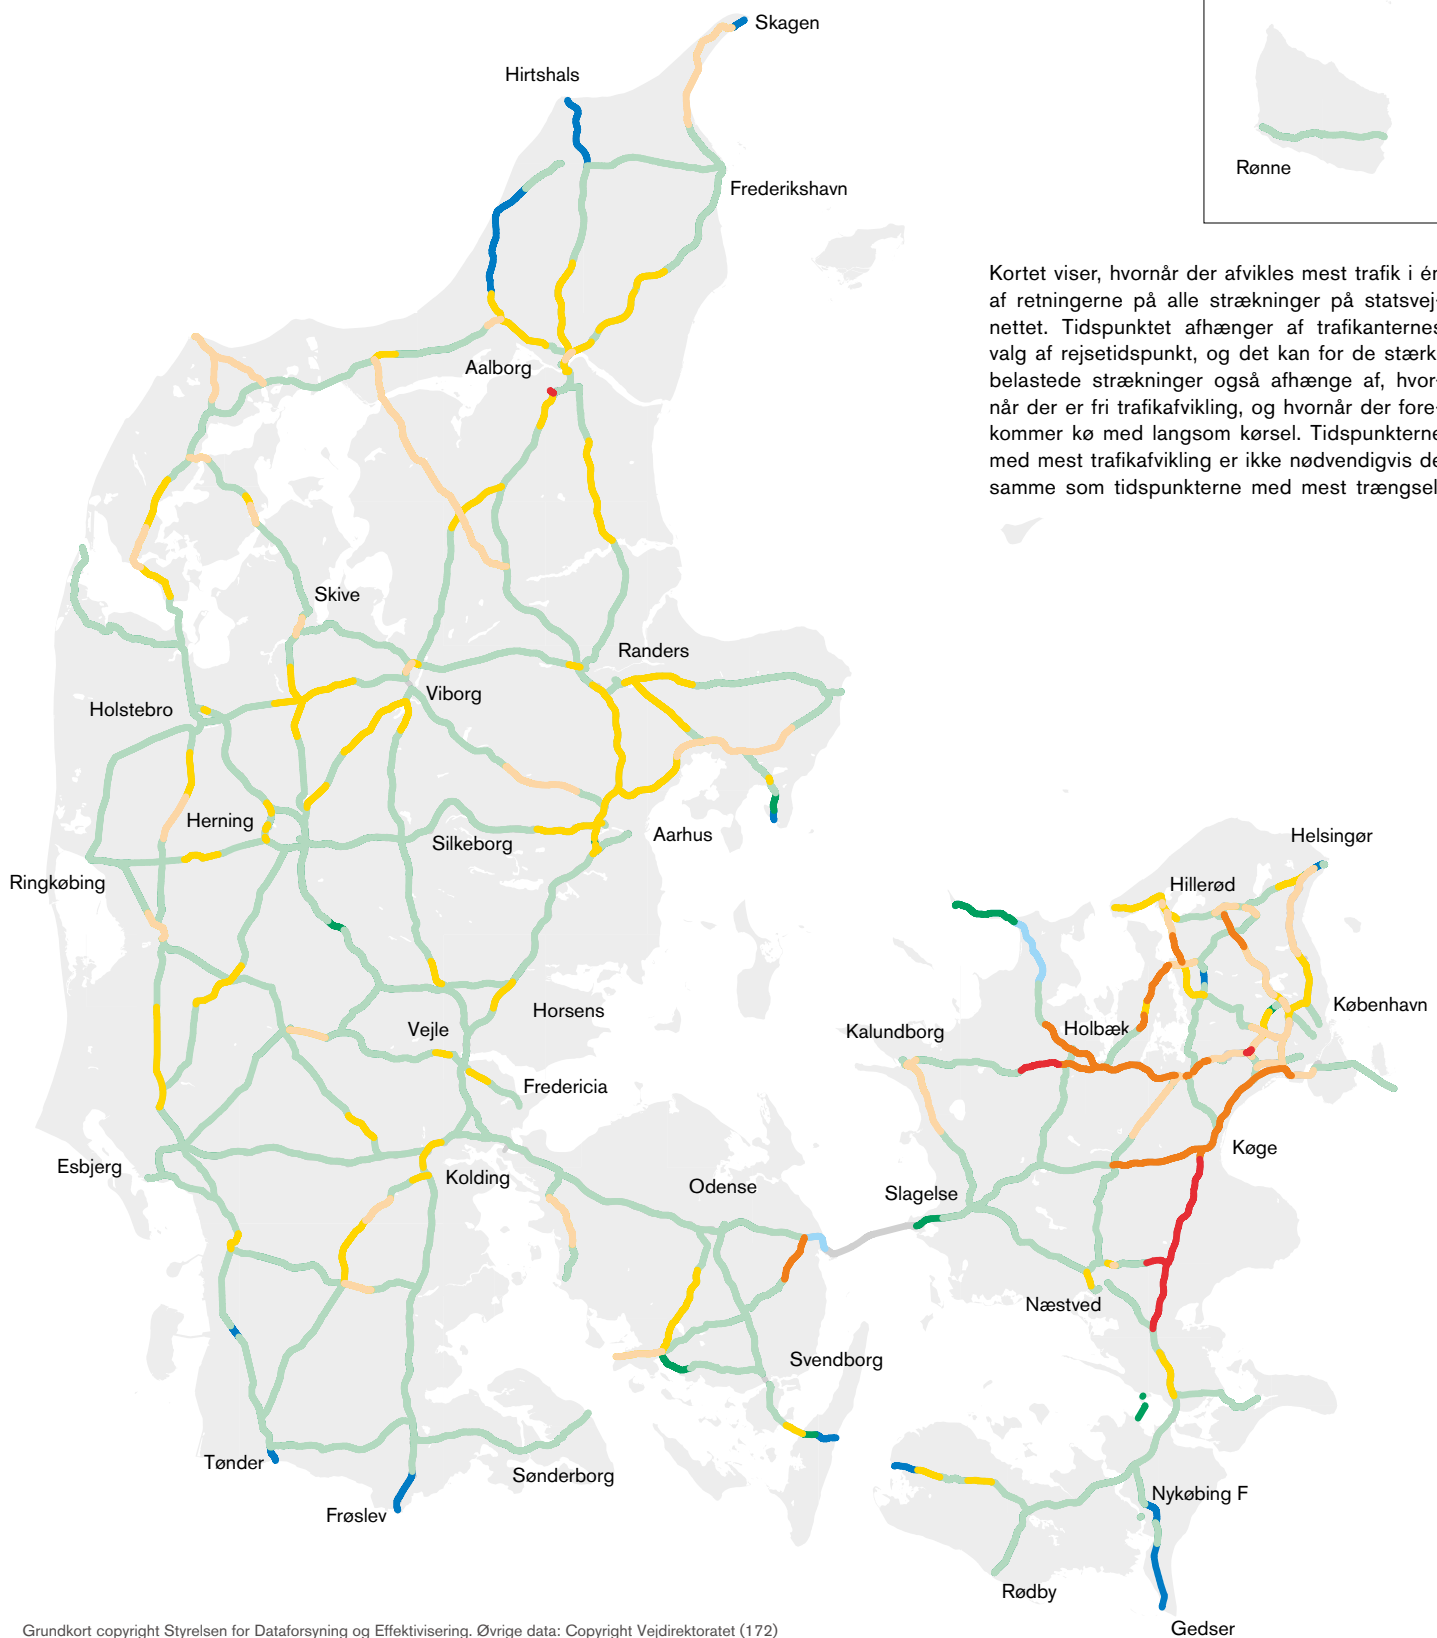 Skagen
Hirtshals
Rønne
Frederikshavn
Kortet viser, hvornår der afvikles mest trafik i én
af retningerne på alle strækninger på statsvej-
nettet. Tidspunktet afhænger af trafikanternes
valg af rejsetidspunkt, og det kan for de stærkt
belastede strækninger også afhænge af, hvor-
når der er fri trafikafvikling, og hvornår der fore-
kommer kø med langsom kørsel. Tidspunkterne
med mest trafikafvikling er ikke nødvendigvis de
samme som tidspunkterne med mest trængsel.
Aalborg
Skive
Randers
Viborg
Holstebro
Herning
Silkeborg
Aarhus
Helsingør
Ringkøbing
Hillerød
Horsens
København
Vejle
Kalundborg
Holbæk
Fredericia
Køge
Esbjerg
Kolding
Odense
Slagelse
Næstved
Svendborg
Tønder
Sønderborg
Nykøbing F
Frøslev
Rødby
Gedser
Grundkort copyright Styrelsen for Dataforsyning og Effektivisering. Øvrige data: Copyright Vejdirektoratet (172)